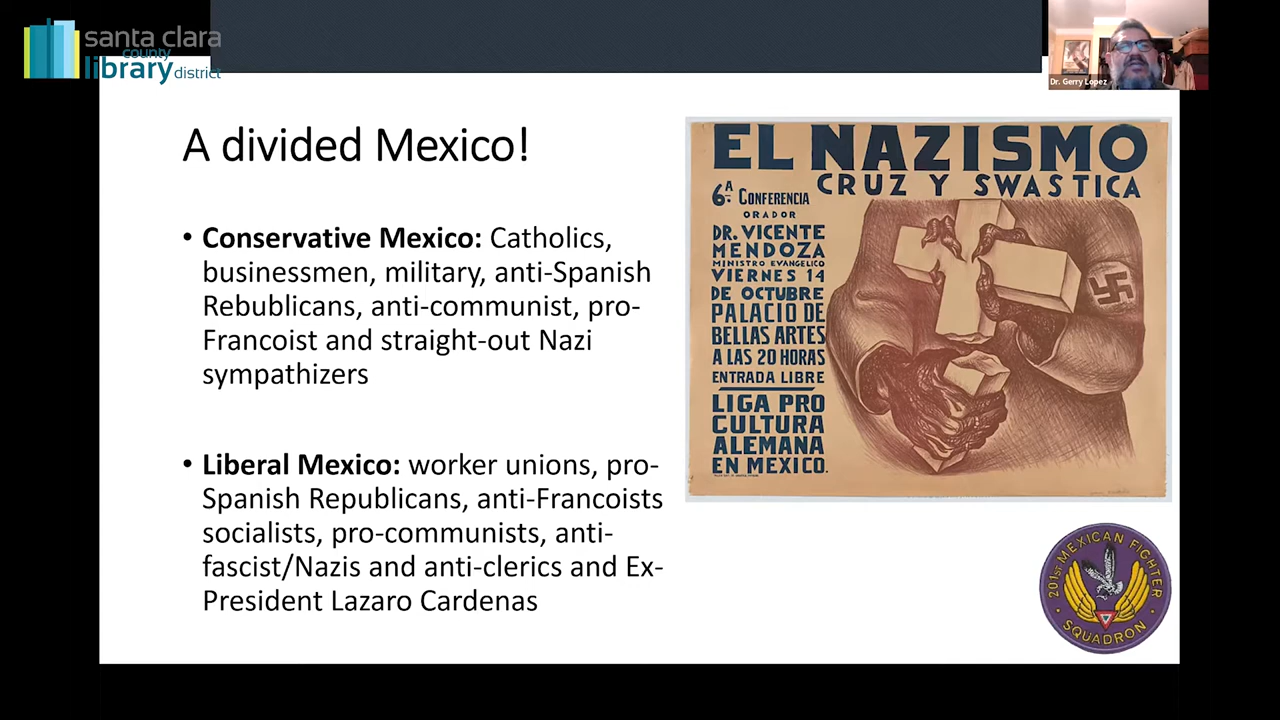 santa clara
county
library district
Dr. Gerry Lopez
A divided Mexico!
• Conservative Mexico: Catholics,
businessmen, military, anti-Spanish
Rebublicans, anti-communist, pro-
Francoist and straight-out Nazi
sympathizers
• Liberal Mexico: worker unions, pro-
Spanish Republicans, anti-Francoists
socialists, pro-communists, anti-
fascist/Nazis and anti-clerics and Ex-
President Lazaro Cardenas
EL NAZISMO
CRUZ Y SWASTICA
6A. CONFERENCIA
ORADOR
DR. VICENTE
MENDOZA
MINISTRO EVANGELICO
VIERNES 14
DE OCTUBRE
PALACIO DE
BELLAS ARTES
A LAS 20 HORAS
ENTRADA LIBRE
LIGA PRO
CULTURA
ALEMANA
EN MEXICO.
201st MEXICAN FIGHTER
SQUADRON